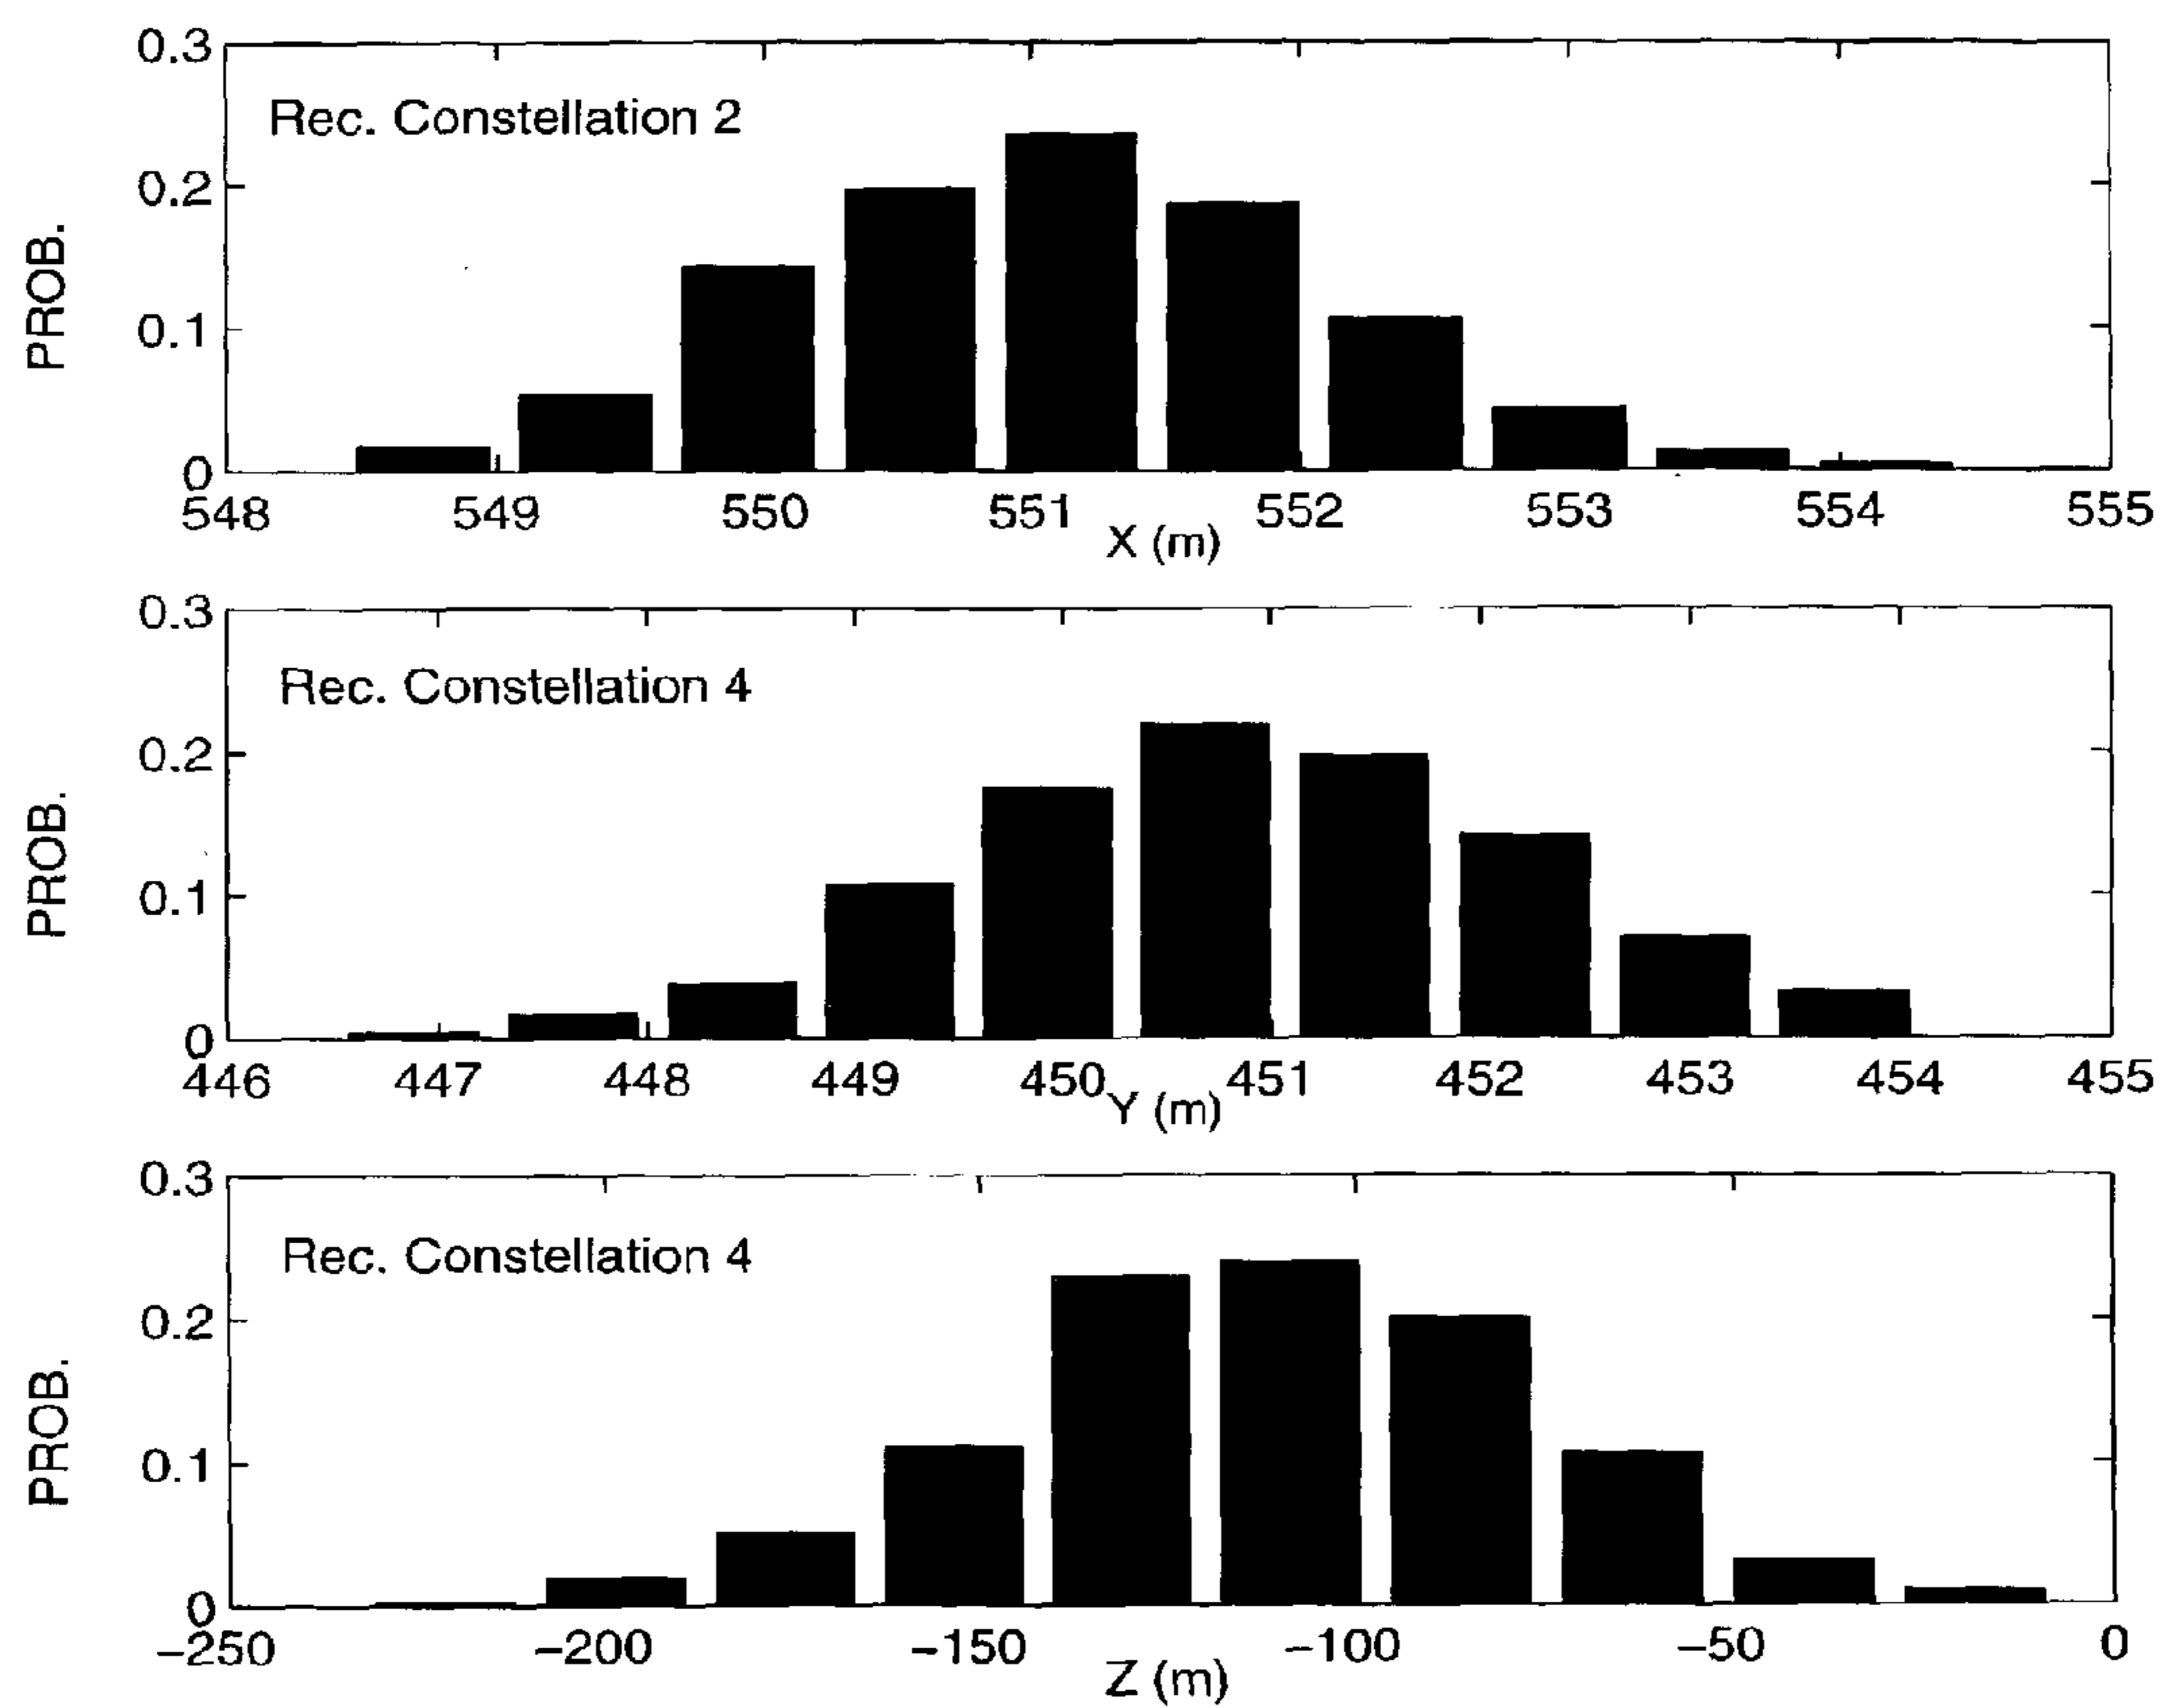 0.3
Rec. Constellation 2
0.2
PROB.
0.1
0
548 549 550 551 552 553 554 555
X (m)
0.3
Rec. Constellation 4
0.2
PROB.
0.1
0
446 447 448 449 450 451 452 453 454 455
Y (m)
0.3
Rec. Constellation 4
0.2
PROB.
0.1
0
−250 −200 −150 −100 −50 0
Z (m)